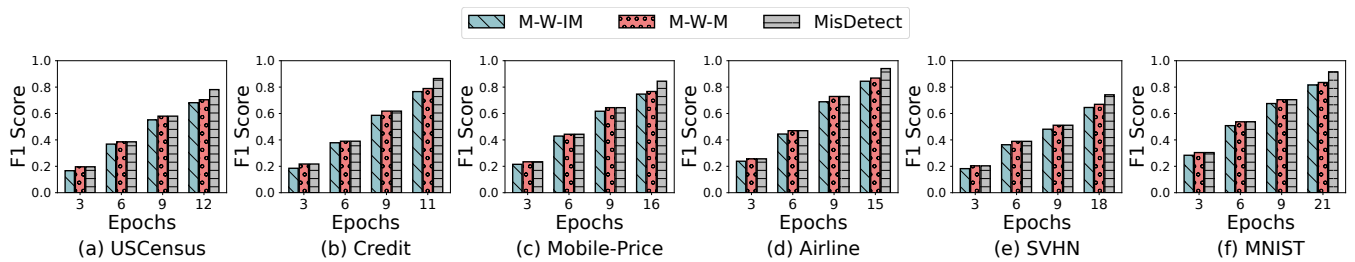 M-W-IM M-W-M MisDetect
F1 Score
1.0
0.8
0.6
0.4
0.2
0.0
3 6 9 12
Epochs
(a) USCensus
F1 Score
1.0
0.8
0.6
0.4
0.2
0.0
3 6 9 11
Epochs
(b) Credit
F1 Score
1.0
0.8
0.6
0.4
0.2
0.0
3 6 9 16
Epochs
(c) Mobile-Price
F1 Score
1.0
0.8
0.6
0.4
0.2
0.0
3 6 9 15
Epochs
(d) Airline
F1 Score
1.0
0.8
0.6
0.4
0.2
0.0
3 6 9 18
Epochs
(e) SVHN
F1 Score
1.0
0.8
0.6
0.4
0.2
0.0
3 6 9 21
Epochs
(f) MNIST